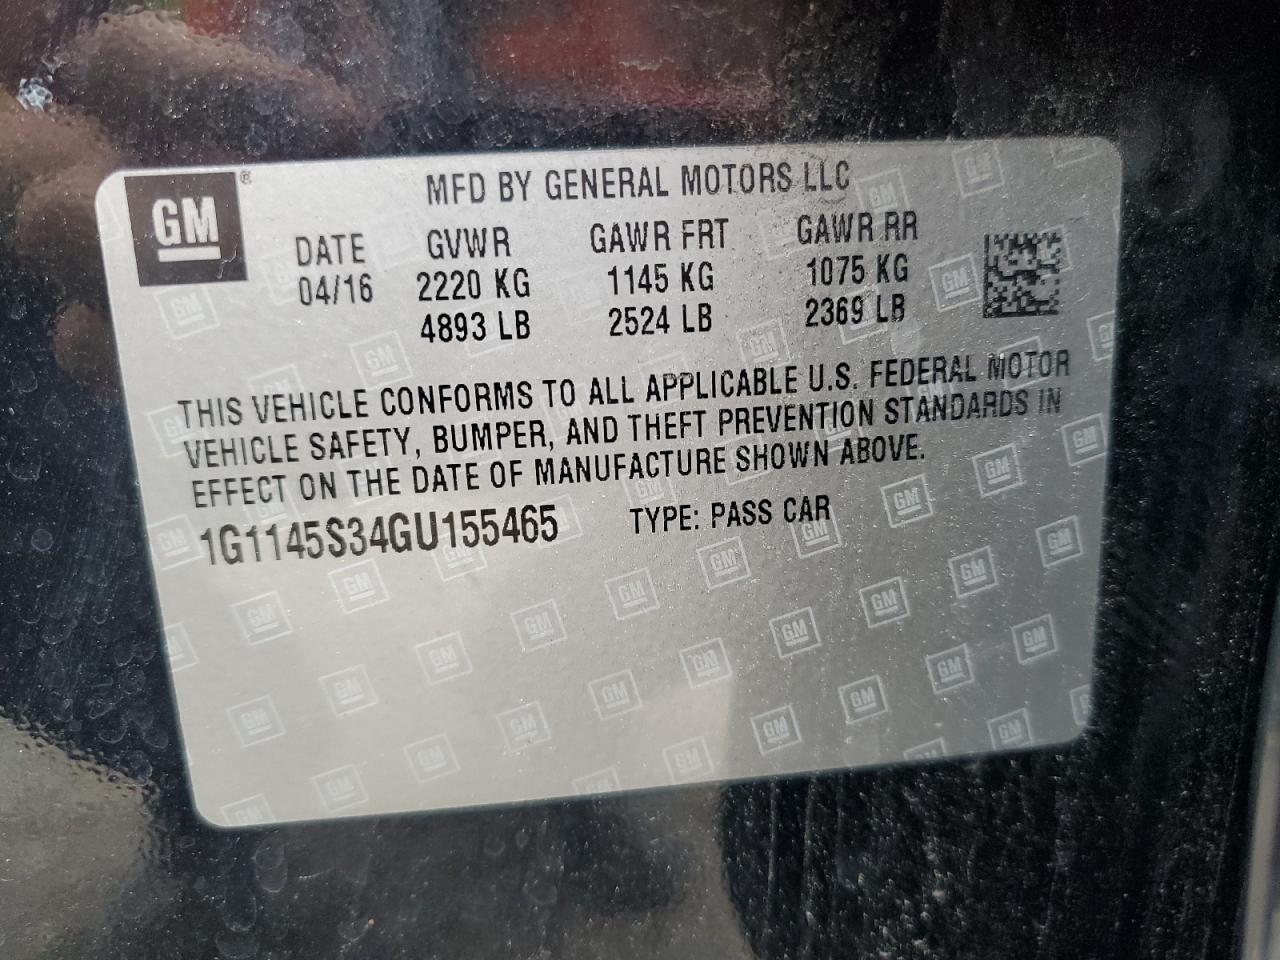 GM ®
MFD BY GENERAL MOTORS LLC
DATE GVWR GAWR FRT GAWR RR
04/16 2220 KG 1145 KG 1075 KG
4893 LB 2524 LB 2369 LB
THIS VEHICLE CONFORMS TO ALL APPLICABLE U.S. FEDERAL MOTOR
VEHICLE SAFETY, BUMPER, AND THEFT PREVENTION STANDARDS IN
EFFECT ON THE DATE OF MANUFACTURE SHOWN ABOVE.
1G1145S34GU155465 TYPE: PASS CAR